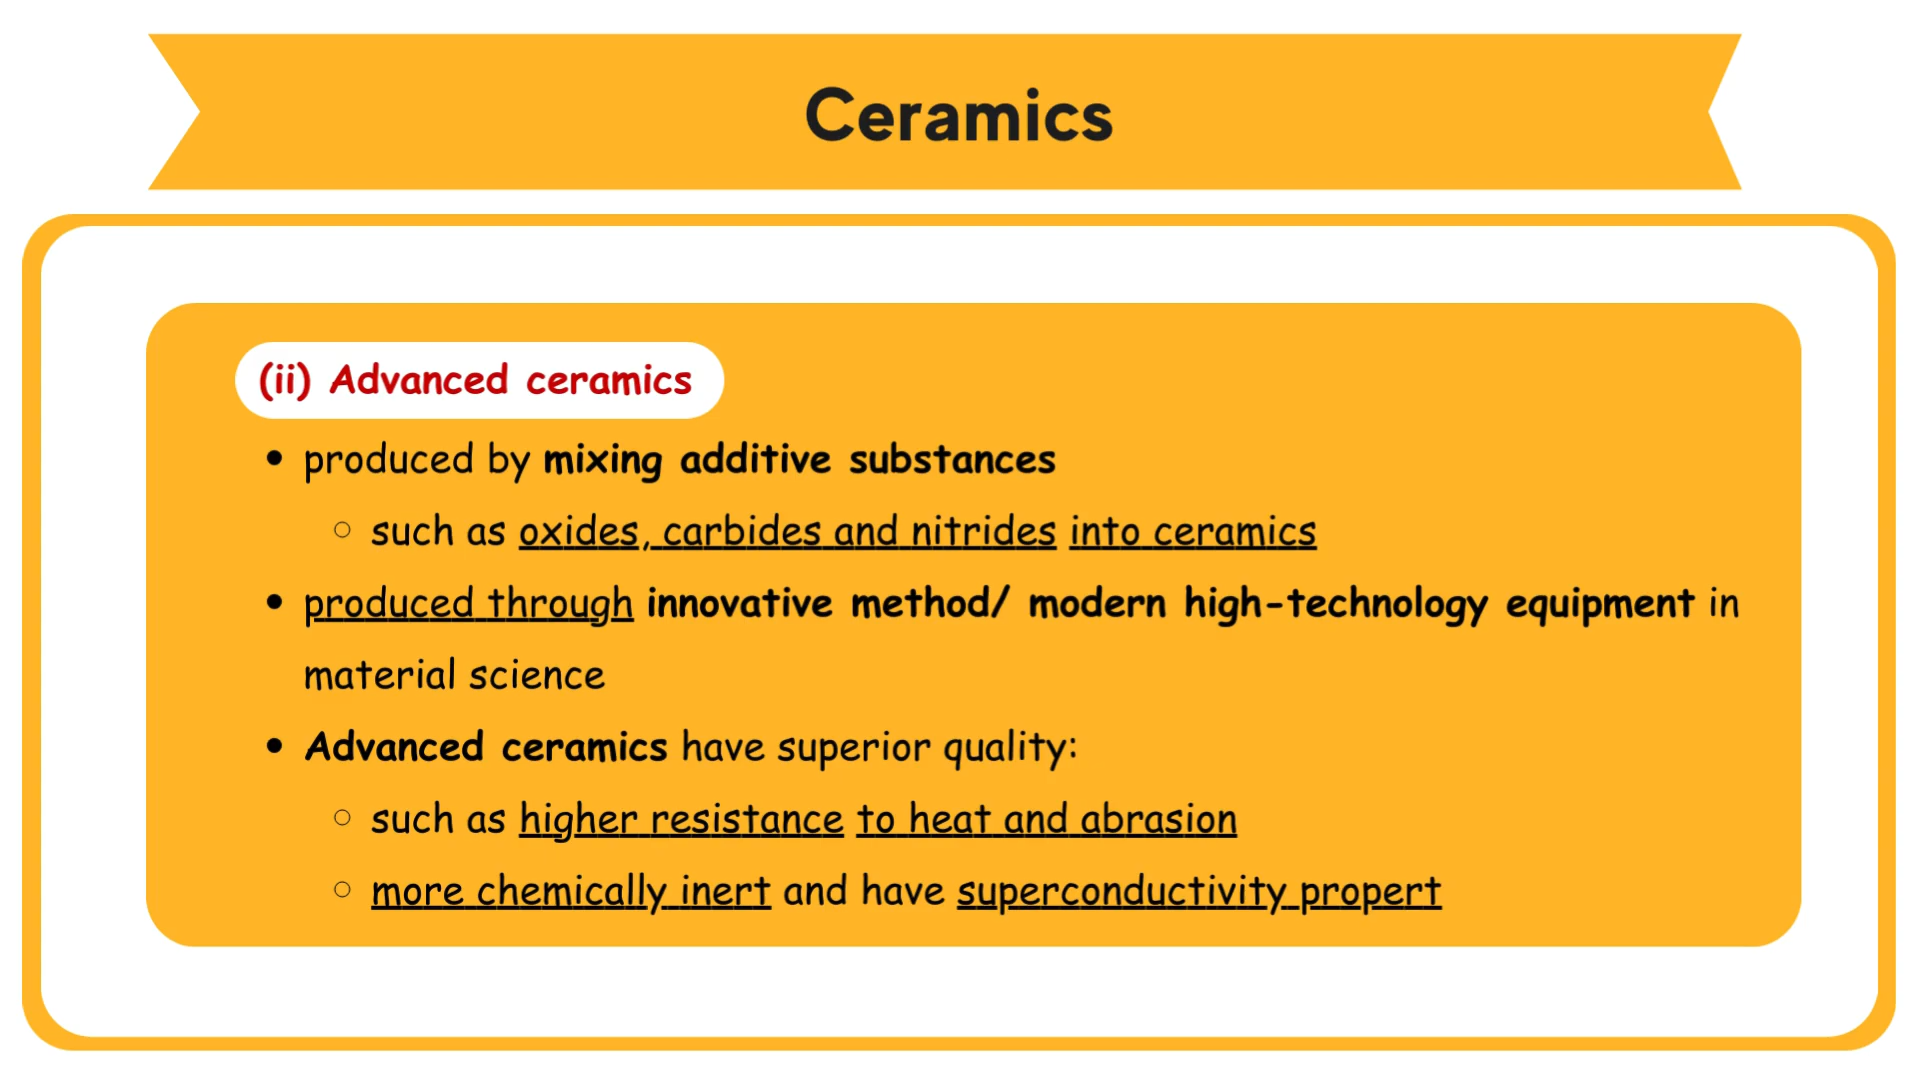 Ceramics
(ii) Advanced ceramics
• produced by mixing additive substances
○ such as oxides, carbides and nitrides into ceramics
• produced through innovative method/ modern high-technology equipment in
material science
• Advanced ceramics have superior quality:
○ such as higher resistance to heat and abrasion
○ more chemically inert and have superconductivity propert